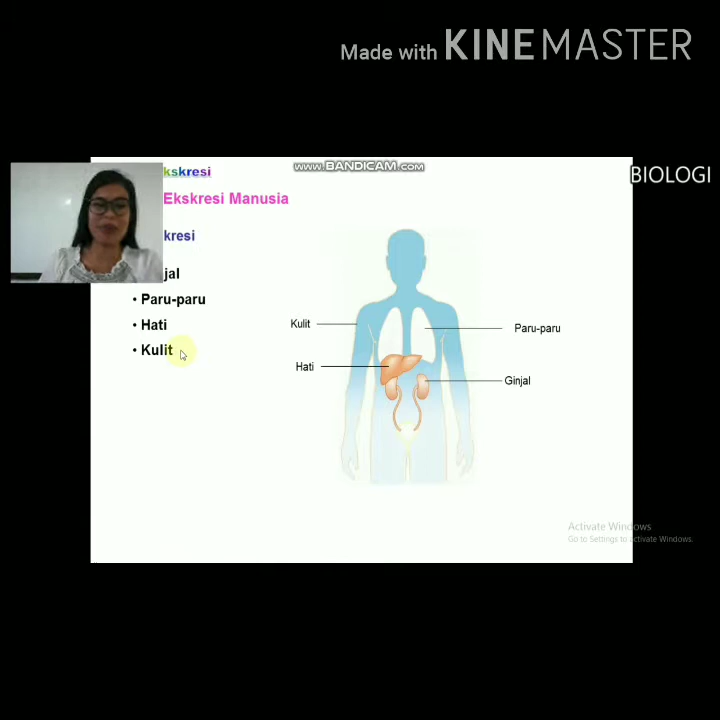 Made with KINEMASTER
www.BANDICAM.com
BIOLOGI
kskresi
Ekskresi Manusia
kresi
jal
• Paru-paru
• Hati
• Kulit
Kulit
Paru-paru
Hati
Ginjal
Activate Windows
Go to Settings to activate Windows.